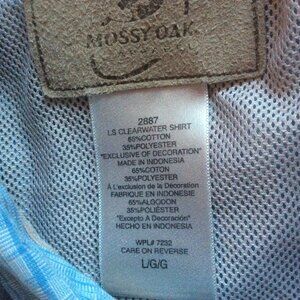 MOSSY OAK
2887
LS CLEARWATER SHIRT
65%COTTON
35%POLYESTER
"EXCLUSIVE OF DECORATION"
MADE IN INDONESIA
65%COTON
35%POLYESTER
À L'exclusion de la Décoration
FABRIQUE EN INDONESIE
65%ALGODON
35%POLIÉSTER
"Excepto A Decoración"
HECHO EN INDONESIA
WPL# 7232
CARE ON REVERSE
L/G/G